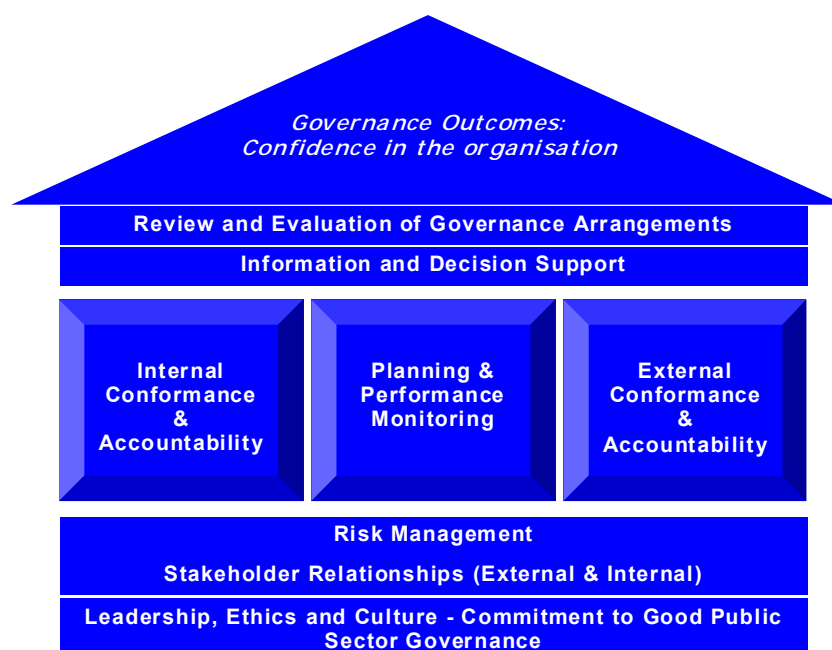 Governance Outcomes:
Confidence in the organisation
Review and Evaluation of Governance Arrangements
Information and Decision Support
Internal
Conformance
&
Accountability
Planning &
Performance
Monitoring
External
Conformance
&
Accountability
Risk Management
Stakeholder Relationships (External & Internal)
Leadership, Ethics and Culture - Commitment to Good Public
Sector Governance